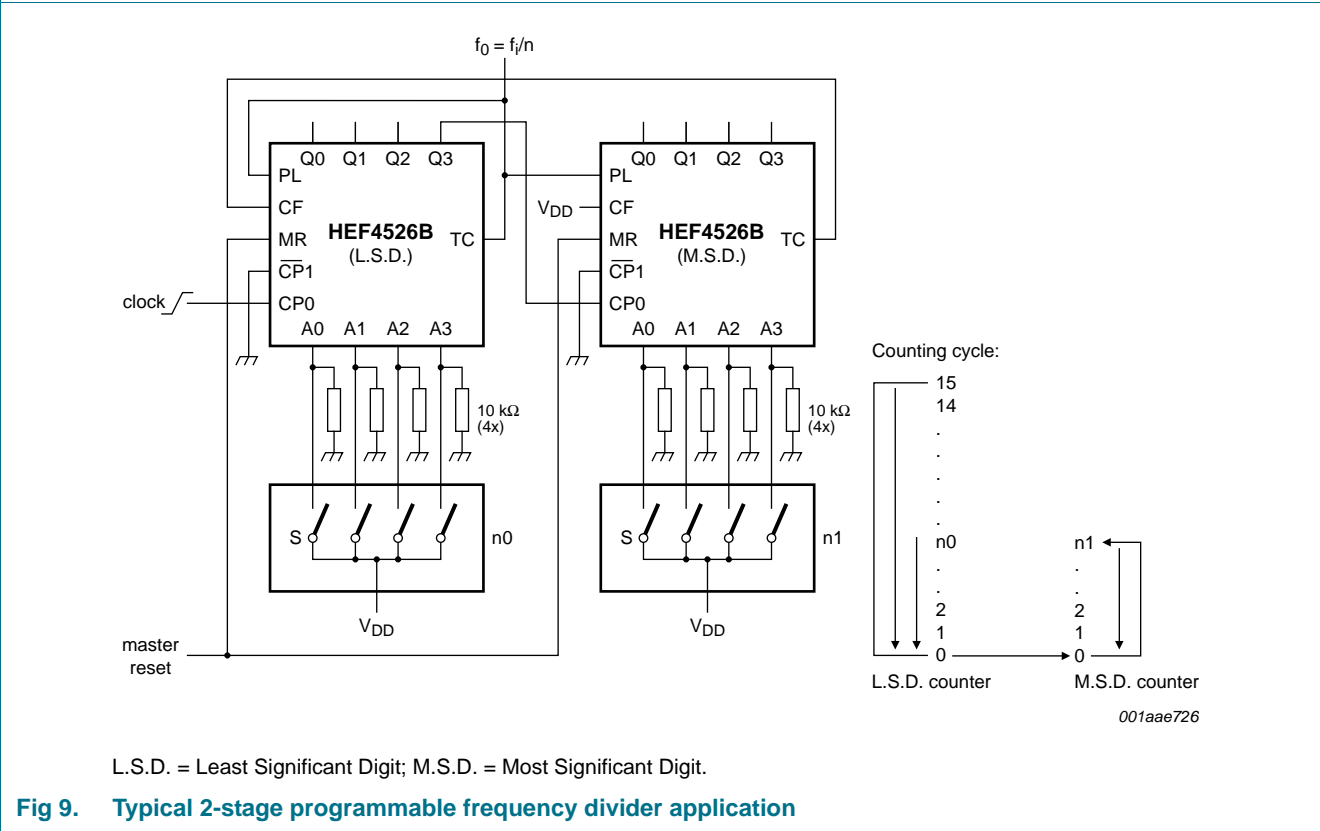 f0 = fi/n
Q0 Q1 Q2 Q3
PL
CF
MR
CP1
CP0
HEF4526B
(L.S.D.)
TC
A0 A1 A2 A3
clock
10 kΩ
(4x)
S
n0
VDD
Q0 Q1 Q2 Q3
PL
VDD
CF
MR
CP1
CP0
HEF4526B
(M.S.D.)
TC
A0 A1 A2 A3
10 kΩ
(4x)
S
n1
VDD
master
reset
Counting cycle:
15
14
.
.
.
.
.
n0 n1
. .
. .
2 2
1 1
0 0
L.S.D. counter M.S.D. counter
001aae726
L.S.D. = Least Significant Digit; M.S.D. = Most Significant Digit.
Fig 9. Typical 2-stage programmable frequency divider application